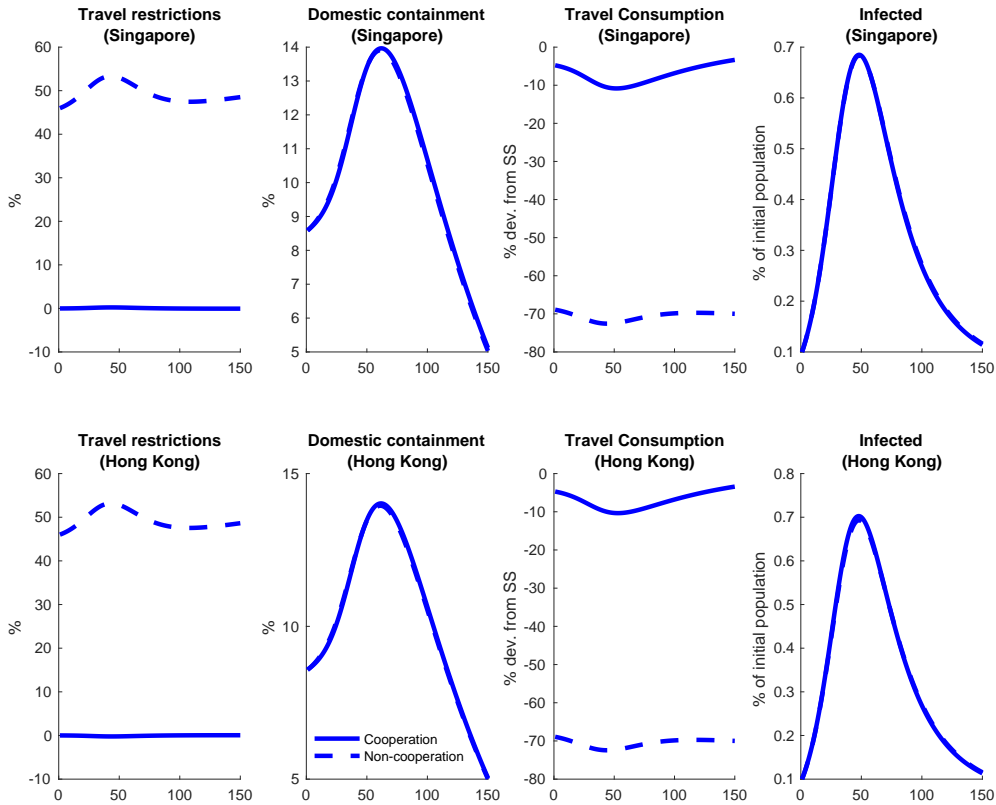 Travel restrictions
(Singapore)
%
60
50
40
30
20
10
0
-10
0 50 100 150
Domestic containment
(Singapore)
%
14
13
12
11
10
9
8
7
6
5
0 50 100 150
Travel Consumption
(Singapore)
% dev. from SS
0
-10
-20
-30
-40
-50
-60
-70
-80
0 50 100 150
Infected
(Singapore)
% of initial population
0.7
0.6
0.5
0.4
0.3
0.2
0.1
0 50 100 150
Travel restrictions
(Hong Kong)
%
60
50
40
30
20
10
0
-10
0 50 100 150
Domestic containment
(Hong Kong)
%
15
10
5
Cooperation
Non-cooperation
0 50 100 150
Travel Consumption
(Hong Kong)
% dev. from SS
0
-10
-20
-30
-40
-50
-60
-70
-80
0 50 100 150
Infected
(Hong Kong)
% of initial population
0.8
0.7
0.6
0.5
0.4
0.3
0.2
0.1
0 50 100 150